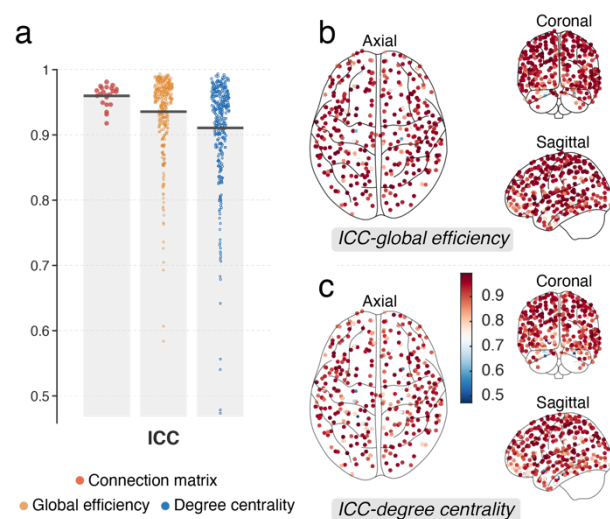 a
1
0.9
0.8
0.7
0.6
0.5
ICC
Connection matrix
Global efficiency
Degree centrality
b
Axial
Coronal
Sagittal
ICC-global efficiency
c
Axial
0.9
0.8
0.7
0.6
0.5
Coronal
Sagittal
ICC-degree centrality